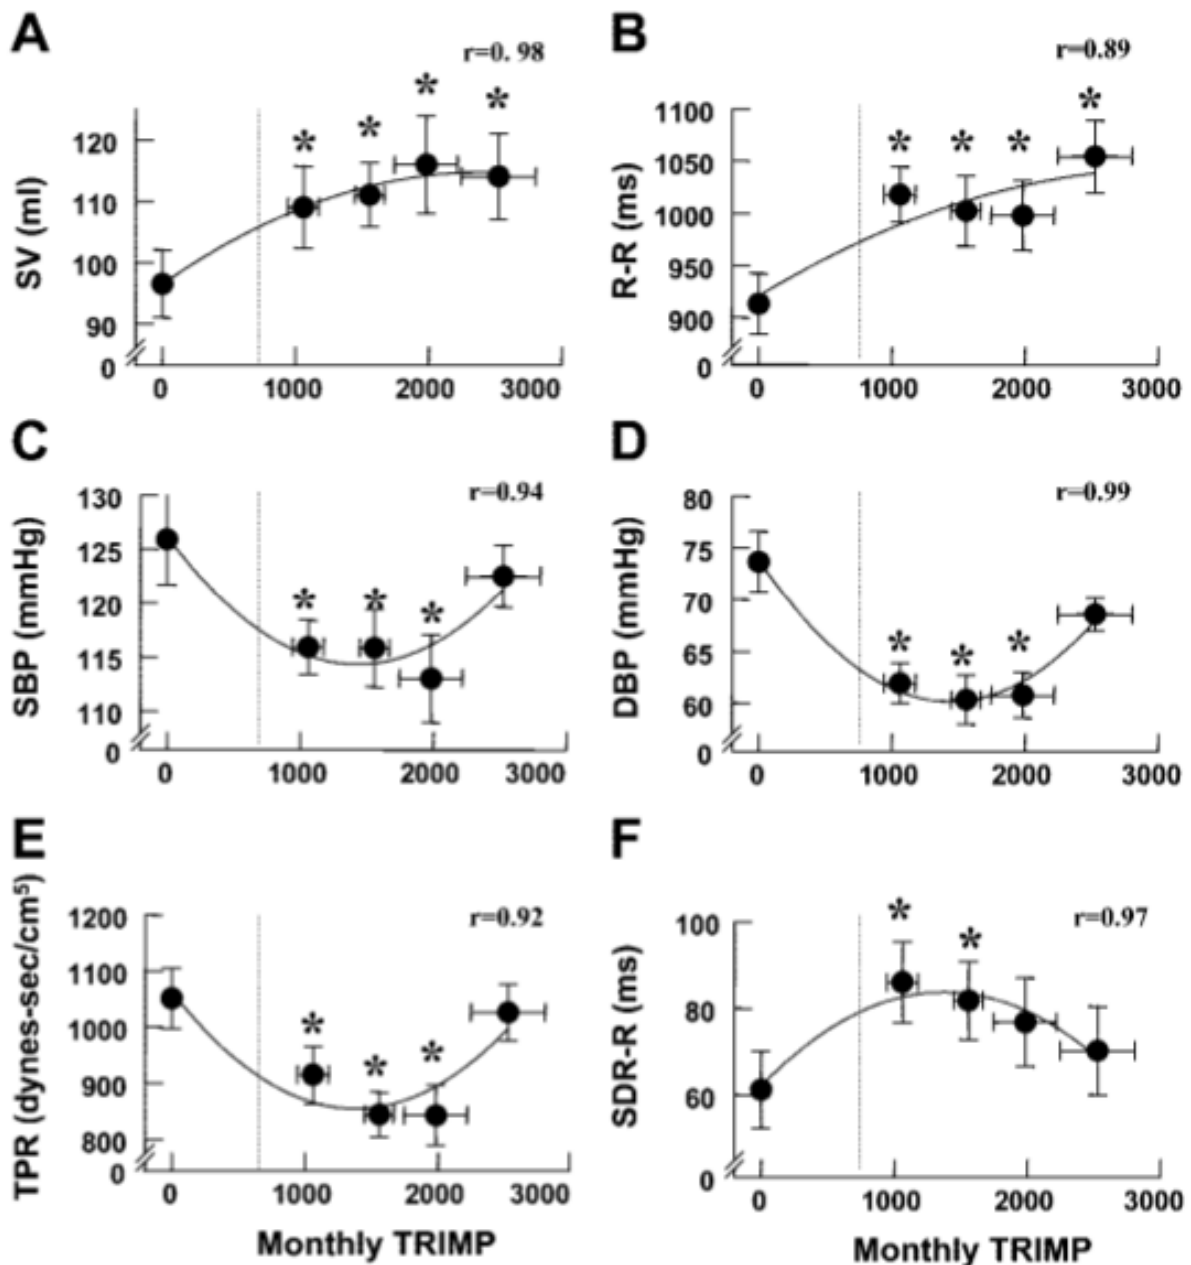 A
r=0. 98
*
*
*
*
SV (ml)
120
110
100
90
0
0 1000 2000 3000
B
r=0.89
*
*
*
*
R-R (ms)
1100
1050
1000
950
900
0
0 1000 2000 3000
C
r=0.94
*
*
*
SBP (mmHg)
130
125
120
115
110
0
0 1000 2000 3000
D
r=0.99
*
*
*
DBP (mmHg)
80
75
70
65
60
0
0 1000 2000 3000
E
r=0.92
*
*
*
TPR (dynes-sec/cm⁵)
1200
1100
1000
900
800
0
0 1000 2000 3000
Monthly TRIMP
F
r=0.97
*
*
SDR-R (ms)
100
80
60
0
0 1000 2000 3000
Monthly TRIMP